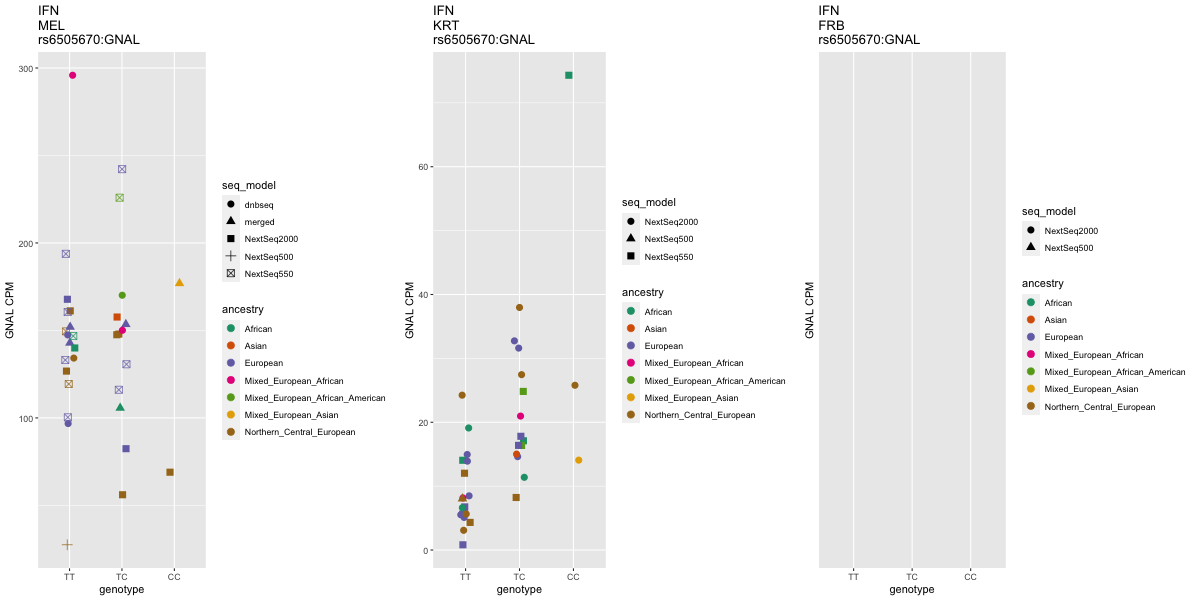 IFN
MEL
rs6505670:GNAL
300
200
100
GNAL CPM
TT
TC
CC
genotype
seq_model
dnbseq
merged
NextSeq2000
NextSeq500
NextSeq550
ancestry
African
Asian
European
Mixed_European_African
Mixed_European_African_American
Mixed_European_Asian
Northern_Central_European
IFN
KRT
rs6505670:GNAL
60
40
20
0
GNAL CPM
TT
TC
CC
genotype
seq_model
NextSeq2000
NextSeq500
NextSeq550
ancestry
African
Asian
European
Mixed_European_African
Mixed_European_African_American
Mixed_European_Asian
Northern_Central_European
IFN
FRB
rs6505670:GNAL
GNAL CPM
TT
TC
CC
genotype
seq_model
NextSeq2000
NextSeq500
ancestry
African
Asian
European
Mixed_European_African
Mixed_European_African_American
Mixed_European_Asian
Northern_Central_European